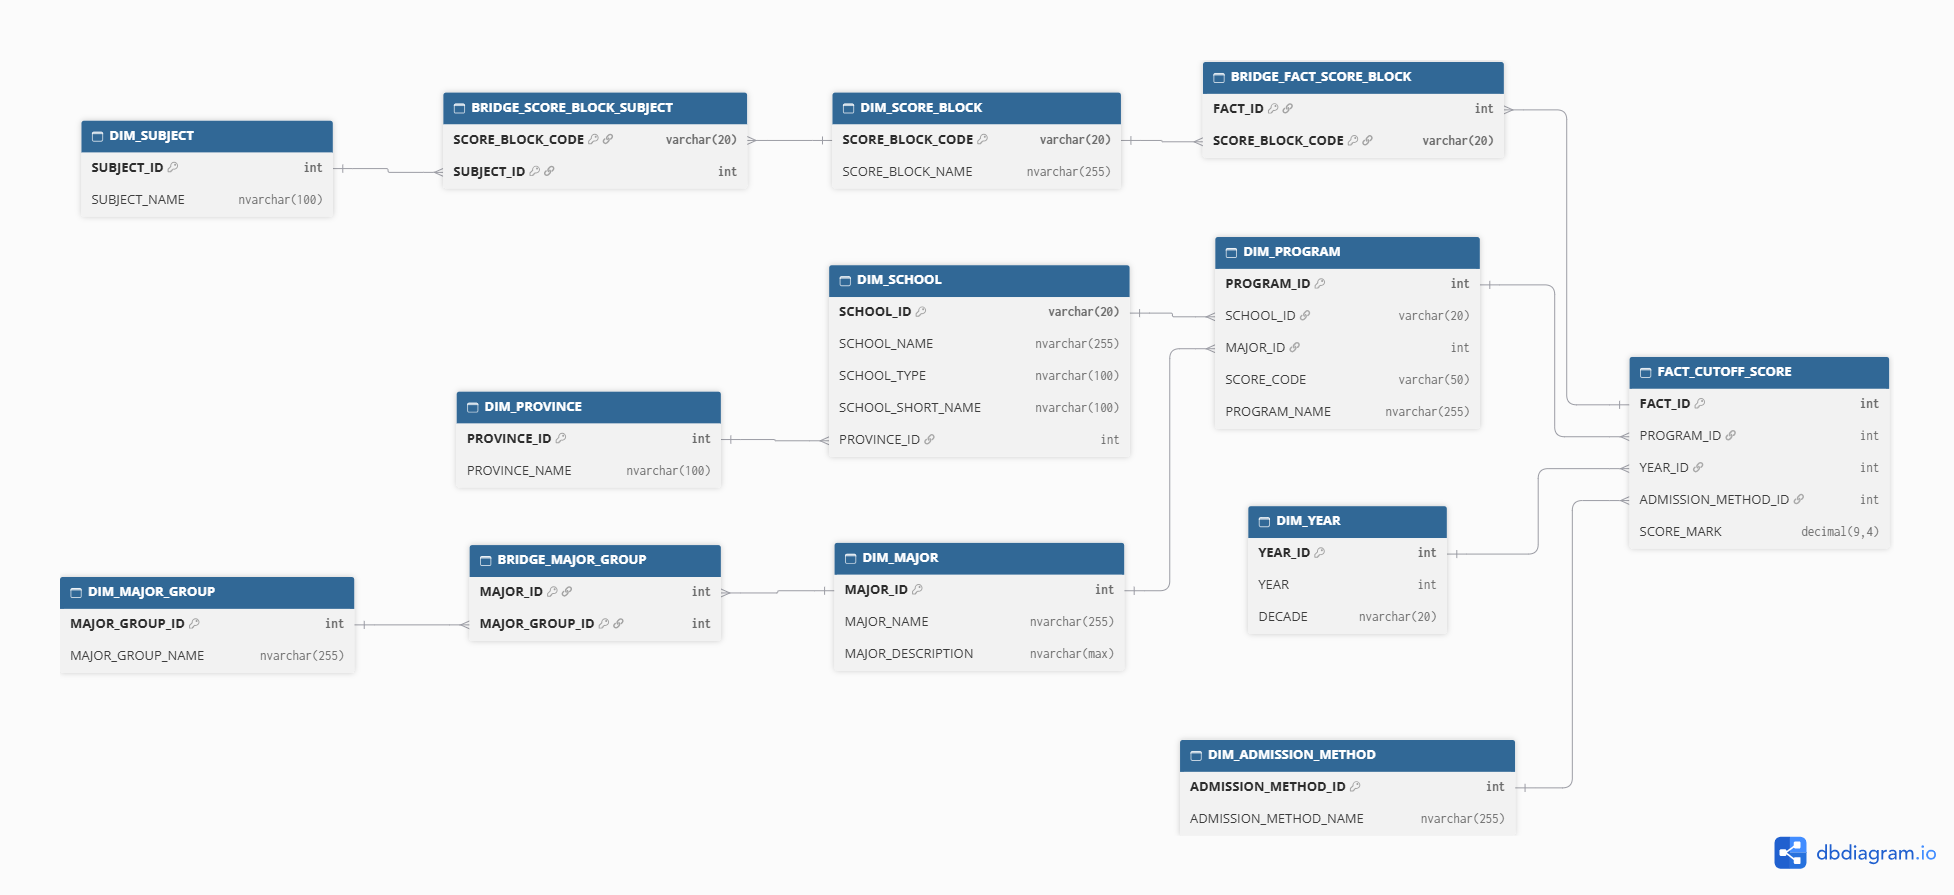 DIM_SUBJECT
SUBJECT_ID int
SUBJECT_NAME nvarchar(100)
BRIDGE_SCORE_BLOCK_SUBJECT
SCORE_BLOCK_CODE varchar(20)
SUBJECT_ID int
DIM_SCORE_BLOCK
SCORE_BLOCK_CODE varchar(20)
SCORE_BLOCK_NAME nvarchar(255)
BRIDGE_FACT_SCORE_BLOCK
FACT_ID int
SCORE_BLOCK_CODE varchar(20)
DIM_SCHOOL
SCHOOL_ID varchar(20)
SCHOOL_NAME nvarchar(255)
SCHOOL_TYPE nvarchar(100)
SCHOOL_SHORT_NAME nvarchar(100)
PROVINCE_ID int
DIM_PROGRAM
PROGRAM_ID int
SCHOOL_ID varchar(20)
MAJOR_ID int
SCORE_CODE varchar(50)
PROGRAM_NAME nvarchar(255)
DIM_PROVINCE
PROVINCE_ID int
PROVINCE_NAME nvarchar(100)
FACT_CUTOFF_SCORE
FACT_ID int
PROGRAM_ID int
YEAR_ID int
ADMISSION_METHOD_ID int
SCORE_MARK decimal(9,4)
DIM_YEAR
YEAR_ID int
YEAR int
DECADE nvarchar(20)
DIM_MAJOR_GROUP
MAJOR_GROUP_ID int
MAJOR_GROUP_NAME nvarchar(255)
BRIDGE_MAJOR_GROUP
MAJOR_ID int
MAJOR_GROUP_ID int
DIM_MAJOR
MAJOR_ID int
MAJOR_NAME nvarchar(255)
MAJOR_DESCRIPTION nvarchar(max)
DIM_ADMISSION_METHOD
ADMISSION_METHOD_ID int
ADMISSION_METHOD_NAME nvarchar(255)
dbdiagram.io